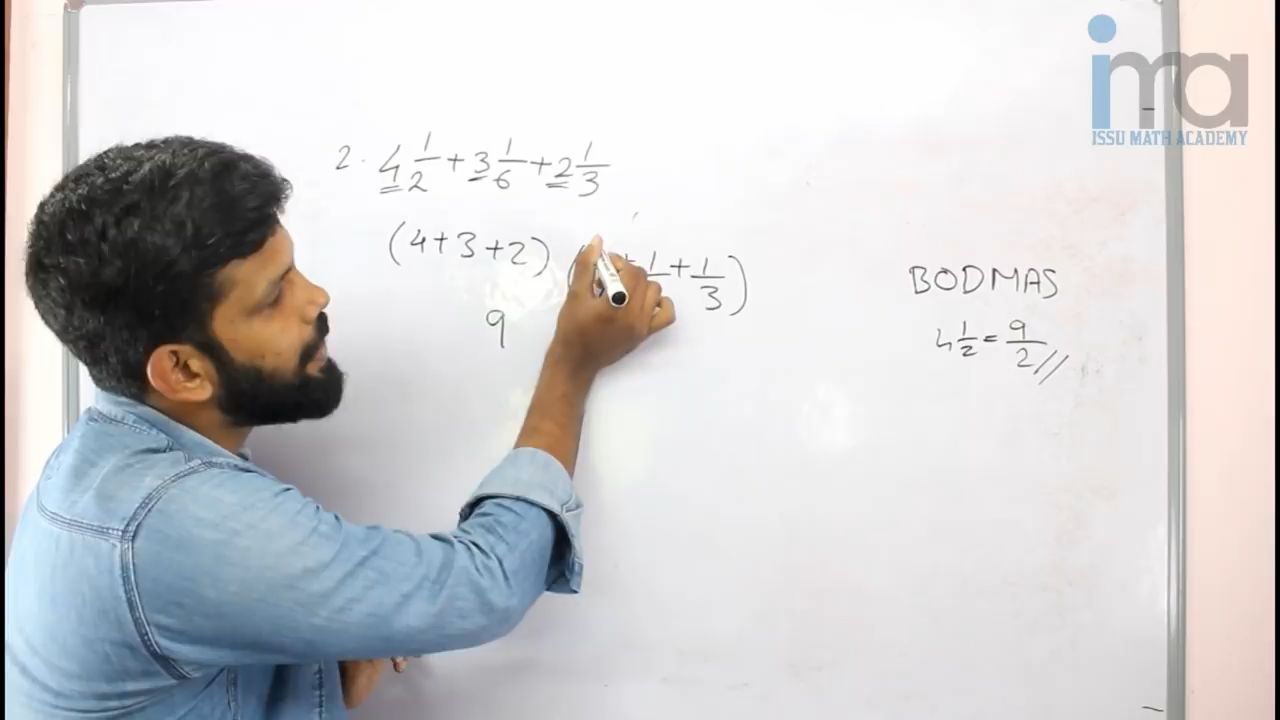 ima
ISSU MATH ACADEMY
2. 4 1/2 + 3 1/6 + 2 1/3
(4+3+2) ( + 1 + 1/3)
9
BODMAS
4 1/2 = 9/2 //